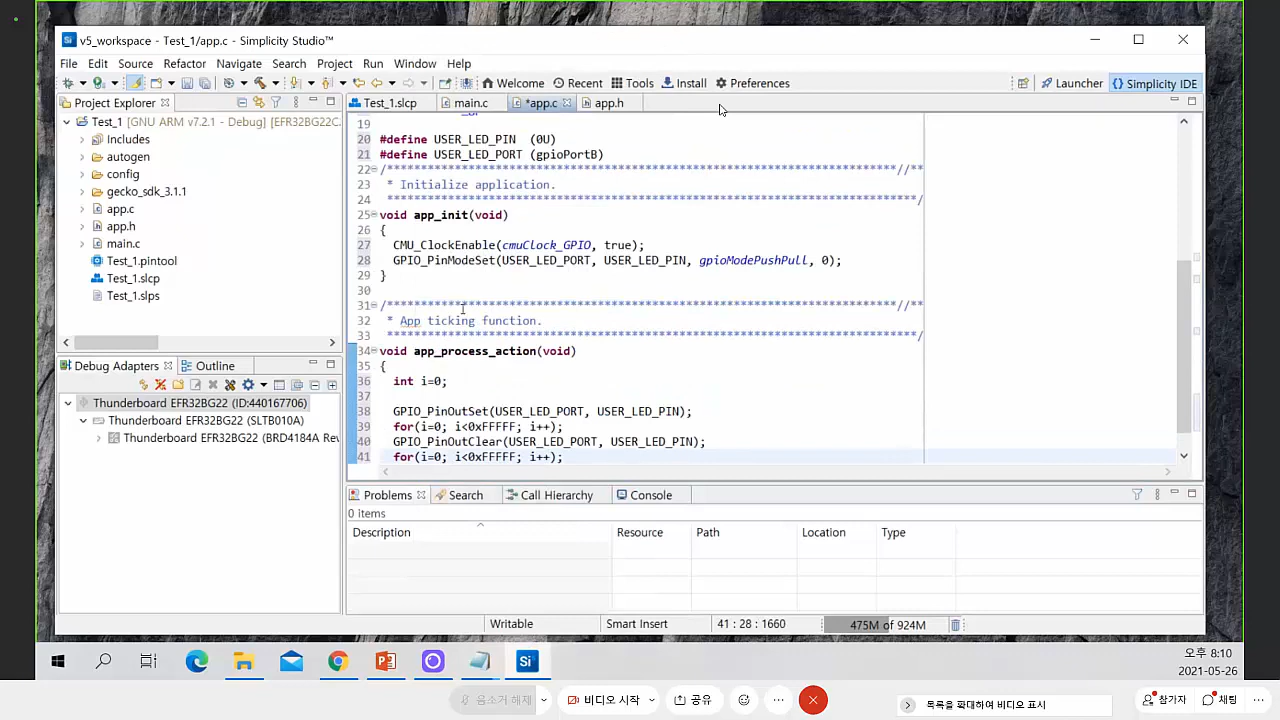 v5_workspace - Test_1/app.c - Simplicity Studio™
File Edit Source Refactor Navigate Search Project Run Window Help
Welcome Recent Tools Install Preferences Launcher {} Simplicity IDE
Project Explorer
Test_1 [GNU ARM v7.2.1 - Debug] [EFR32BG22C
Includes
autogen
config
gecko_sdk_3.1.1
app.c
app.h
main.c
Test_1.pintool
Test_1.slcp
Test_1.slps
Debug Adapters Outline
Thunderboard EFR32BG22 (ID:440167706)
Thunderboard EFR32BG22 (SLTB010A)
Thunderboard EFR32BG22 (BRD4184A Rev
Test_1.slcp main.c *app.c app.h
19
20 #define USER_LED_PIN (0U)
21 #define USER_LED_PORT (gpioPortB)
22 /***************************************************************************//**
23 * Initialize application.
24 ******************************************************************************/
25 void app_init(void)
26 {
27 CMU_ClockEnable(cmuClock_GPIO, true);
28 GPIO_PinModeSet(USER_LED_PORT, USER_LED_PIN, gpioModePushPull, 0);
29 }
30
31 /***************************************************************************//**
32 * App ticking function.
33 ******************************************************************************/
34 void app_process_action(void)
35 {
36 int i=0;
37
38 GPIO_PinOutSet(USER_LED_PORT, USER_LED_PIN);
39 for(i=0; i<0xFFFFF; i++);
40 GPIO_PinOutClear(USER_LED_PORT, USER_LED_PIN);
41 for(i=0; i<0xFFFFF; i++);
Problems Search Call Hierarchy Console
0 items
Description Resource Path Location Type
Writable Smart Insert 41 : 28 : 1660 475M of 924M
오후 8:10
2021-05-26
음소거 해제 비디오 시작 공유 목록을 확대하여 비디오 표시 참가자 채팅